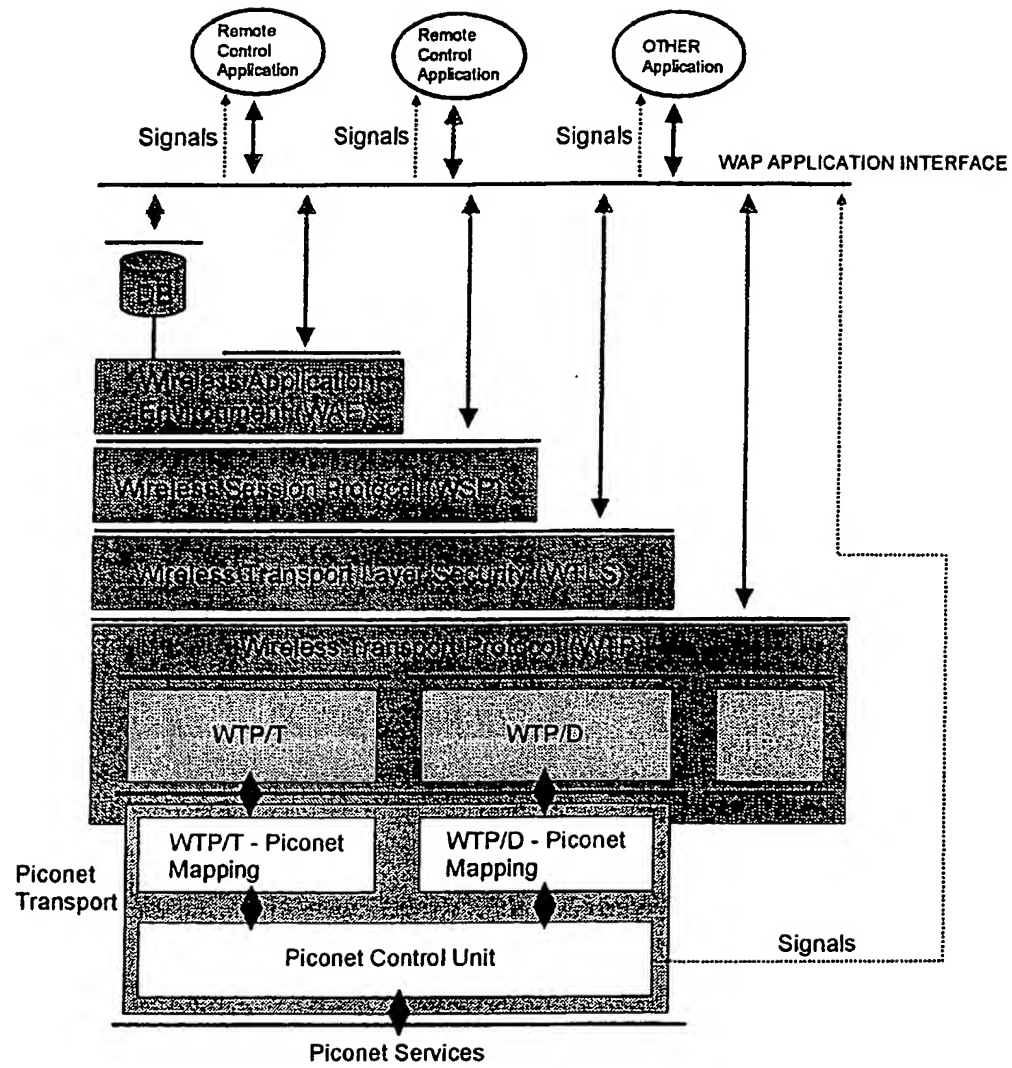 Remote
Control
Application
Remote
Control
Application
OTHER
Application
Signals
Signals
Signals
WAP APPLICATION INTERFACE
DB
Wireless Application
Environment (WAE)
Wireless Session Protocol (WSP)
Wireless Transport Layer Security (WTLS)
Wireless Transport Protocol (WTP)
WTP/T
WTP/D
WTP/T - Piconet
Mapping
WTP/D - Piconet
Mapping
Piconet
Transport
Piconet Control Unit
Signals
Piconet Services